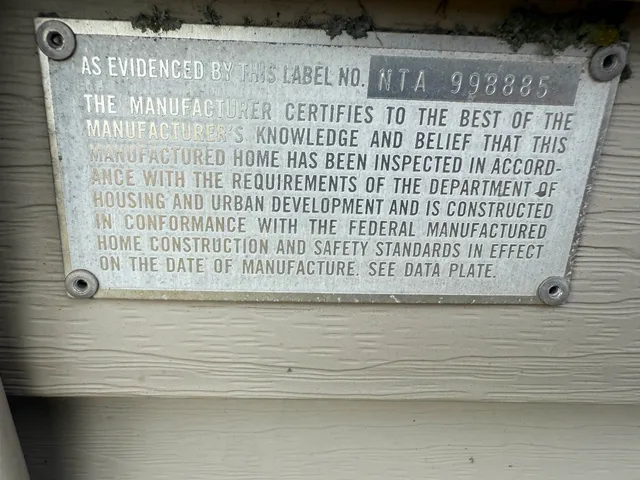 AS EVIDENCED BY THIS LABEL NO. NTA 998885
THE MANUFACTURER CERTIFIES TO THE BEST OF THE
MANUFACTURER'S KNOWLEDGE AND BELIEF THAT THIS
MANUFACTURED HOME HAS BEEN INSPECTED IN ACCORD-
ANCE WITH THE REQUIREMENTS OF THE DEPARTMENT OF
HOUSING AND URBAN DEVELOPMENT AND IS CONSTRUCTED
IN CONFORMANCE WITH THE FEDERAL MANUFACTURED
HOME CONSTRUCTION AND SAFETY STANDARDS IN EFFECT
ON THE DATE OF MANUFACTURE. SEE DATA PLATE.